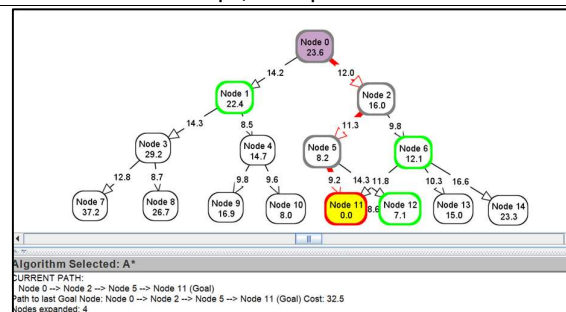 Node 0
23.6
14.2
12.0
Node 1
22.4
Node 2
16.0
14.3
8.5
11.3
9.8
Node 3
29.2
Node 4
14.7
Node 5
8.2
Node 6
12.1
12.8
8.7
9.8
9.6
9.2
14.3
11.8
10.3
16.6
Node 7
37.2
Node 8
26.7
Node 9
16.9
Node 10
8.0
Node 11
0.0
8.6
Node 12
7.1
Node 13
15.0
Node 14
23.3
Algorithm Selected: A*
CURRENT PATH:
Node 0 --> Node 2 --> Node 5 --> Node 11 (Goal)
Path to last Goal Node: Node 0 --> Node 2 --> Node 5 --> Node 11 (Goal) Cost: 32.5
Nodes expanded: 4